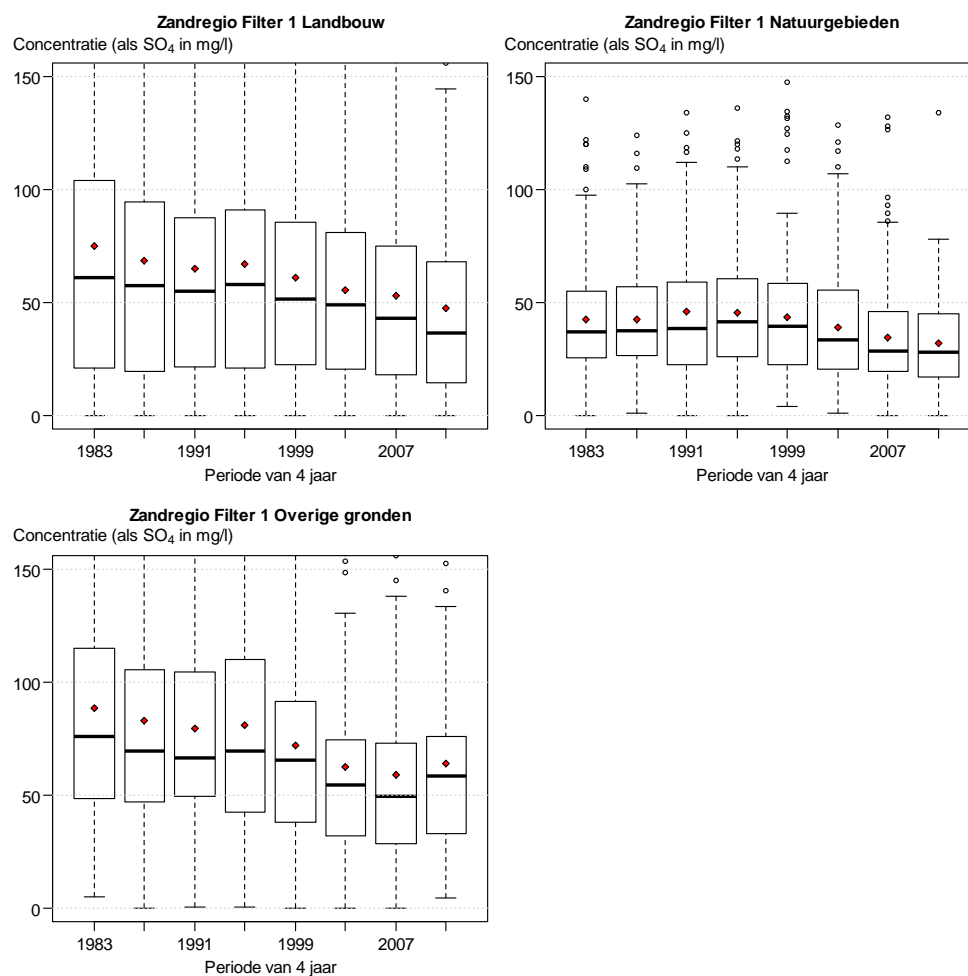 Zandregio Filter 1 Landbouw
Concentratie (als SO₄ in mg/l)
150
100
50
0
1983 1991 1999 2007
Periode van 4 jaar
Zandregio Filter 1 Natuurgebieden
Concentratie (als SO₄ in mg/l)
150
100
50
0
1983 1991 1999 2007
Periode van 4 jaar
Zandregio Filter 1 Overige gronden
Concentratie (als SO₄ in mg/l)
150
100
50
0
1983 1991 1999 2007
Periode van 4 jaar